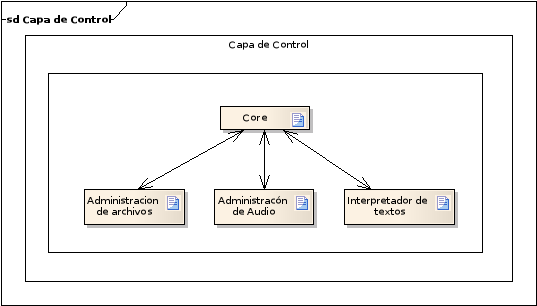 sd Capa de Control
Capa de Control
Core
Administracion
de archivos
Administracón
de Audio
Interpretador de
textos